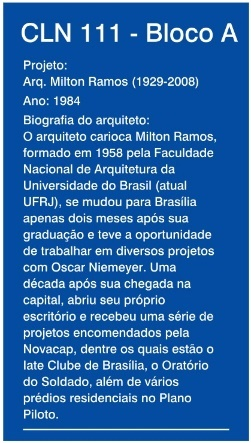 CLN 111 - Bloco A
Projeto:
Arq. Milton Ramos (1929-2008)
Ano: 1984
Biografia do arquiteto:
O arquiteto carioca Milton Ramos,
formado em 1958 pela Faculdade
Nacional de Arquitetura da
Universidade do Brasil (atual
UFRJ), se mudou para Brasília
apenas dois meses após sua
graduação e teve a oportunidade
de trabalhar em diversos projetos
com Oscar Niemeyer. Uma
década após sua chegada na
capital, abriu seu próprio
escritório e recebeu uma série de
projetos encomendados pela
Novacap, dentre os quais estão o
Iate Clube de Brasília, o Oratório
do Soldado, além de vários
prédios residenciais no Plano
Piloto.